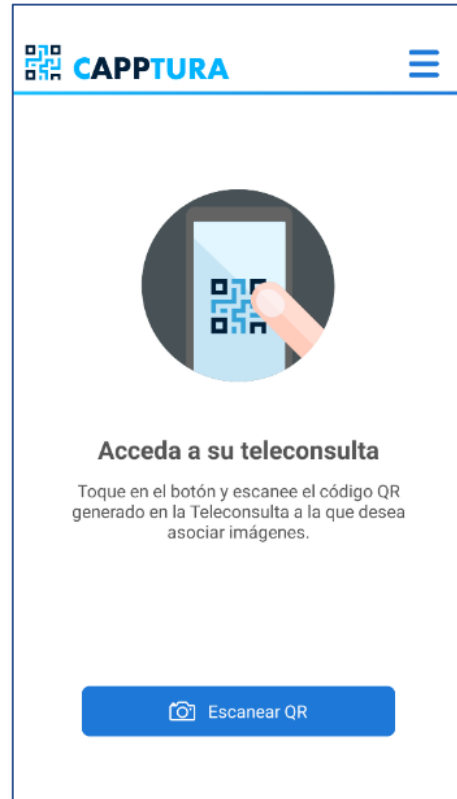 CAPPTURA
Acceda a su teleconsulta
Toque en el botón y escanee el código QR
generado en la Teleconsulta a la que desea
asociar imágenes.
Escanear QR